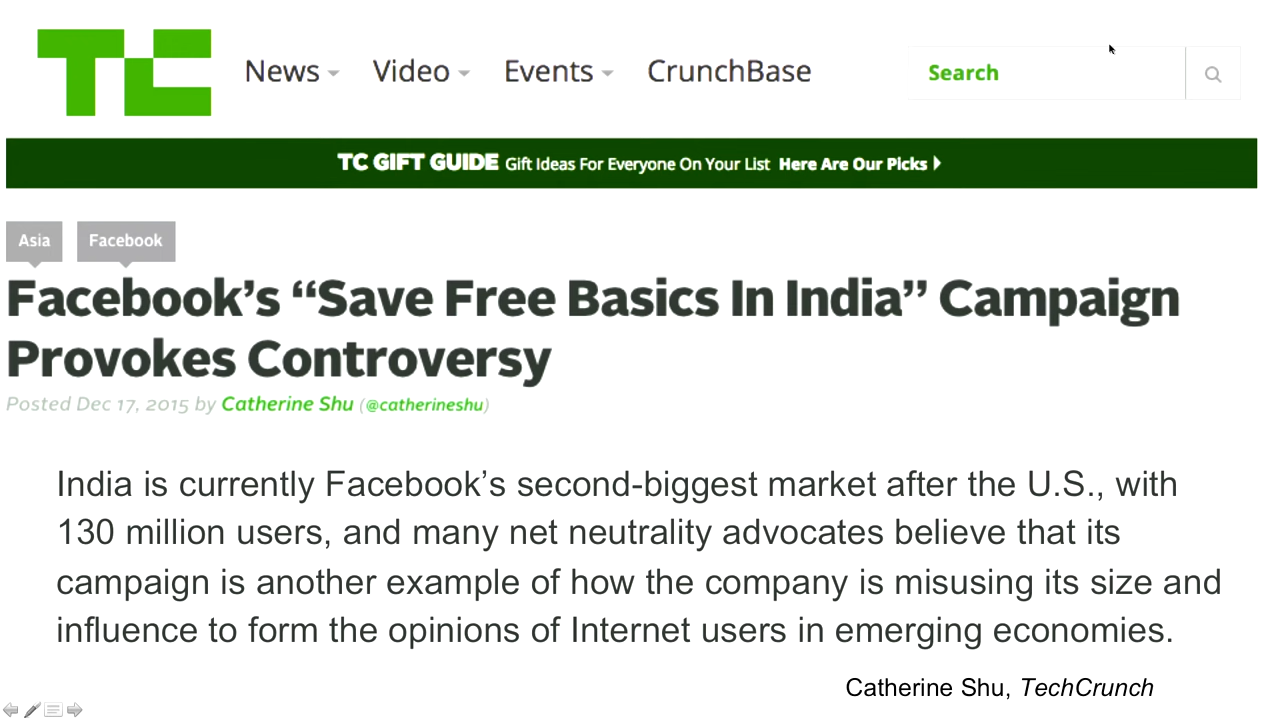 TC
News Video Events CrunchBase Search
TC GIFT GUIDE Gift Ideas For Everyone On Your List Here Are Our Picks
Asia Facebook
Facebook’s “Save Free Basics In India” Campaign
Provokes Controversy
Posted Dec 17, 2015 by Catherine Shu (@catherineshu)
India is currently Facebook’s second-biggest market after the U.S., with
130 million users, and many net neutrality advocates believe that its
campaign is another example of how the company is misusing its size and
influence to form the opinions of Internet users in emerging economies.
Catherine Shu, TechCrunch